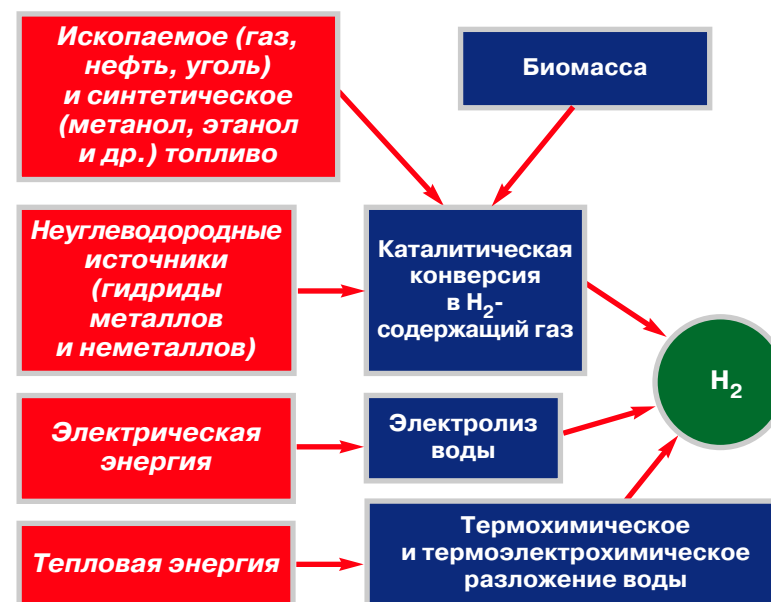 Ископаемое (газ,
нефть, уголь)
и синтетическое
(метанол, этанол
и др.) топливо
Биомасса
Неуглеводородные
источники
(гидриды
металлов
и неметаллов)
Каталитическая
конверсия
в H₂-
содержащий газ
H₂
Электрическая
энергия
Электролиз
воды
Тепловая энергия
Термохимическое
и термоэлектрохимическое
разложение воды